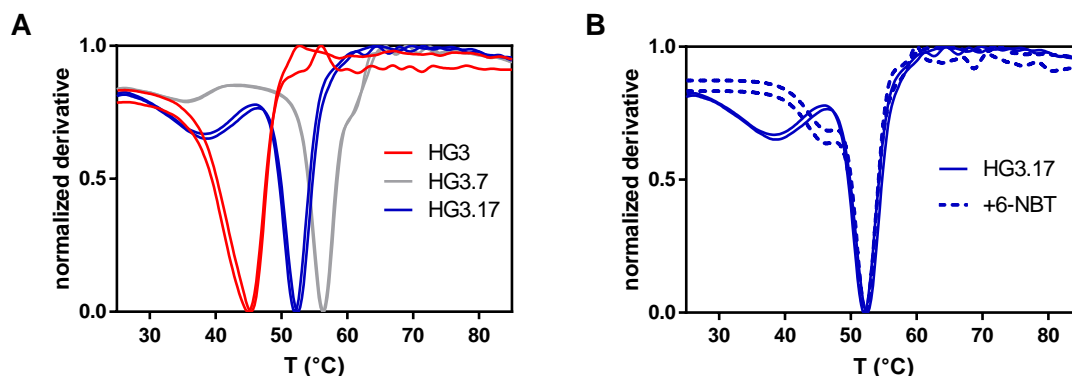 A
normalized derivative
1.0
0.5
0.0
30 40 50 60 70 80
T (°C)
HG3
HG3.7
HG3.17
B
normalized derivative
1.0
0.5
0.0
30 40 50 60 70 80
T (°C)
HG3.17
+6-NBT